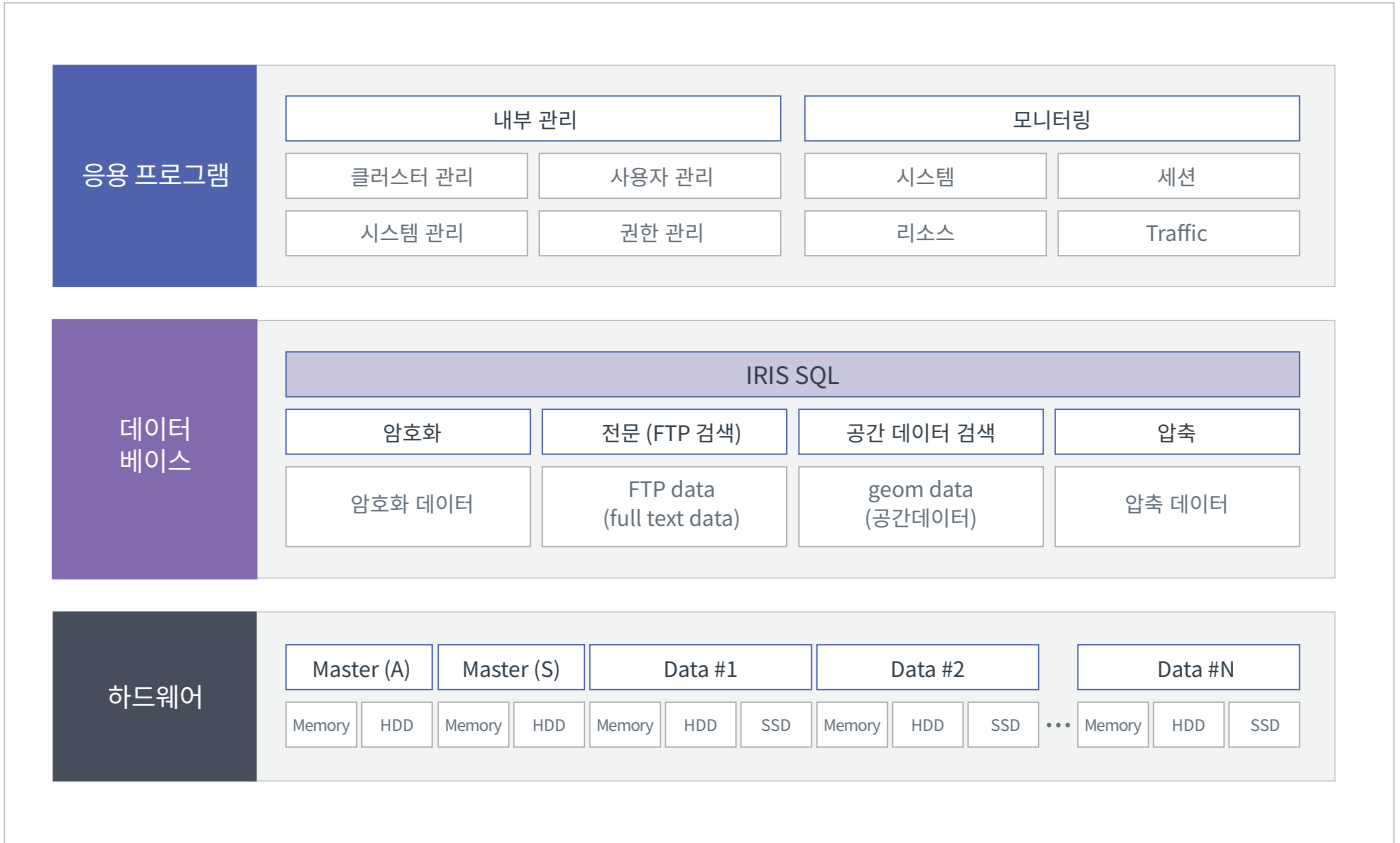 응용 프로그램
내부 관리
모니터링
클러스터 관리
사용자 관리
시스템
세션
시스템 관리
권한 관리
리소스
Traffic
데이터
베이스
IRIS SQL
암호화
전문 (FTP 검색)
공간 데이터 검색
압축
암호화 데이터
FTP data
(full text data)
geom data
(공간데이터)
압축 데이터
하드웨어
Master (A)
Master (S)
Data #1
Data #2
Data #N
Memory
HDD
Memory
HDD
Memory
HDD
SSD
Memory
HDD
SSD
•••
Memory
HDD
SSD